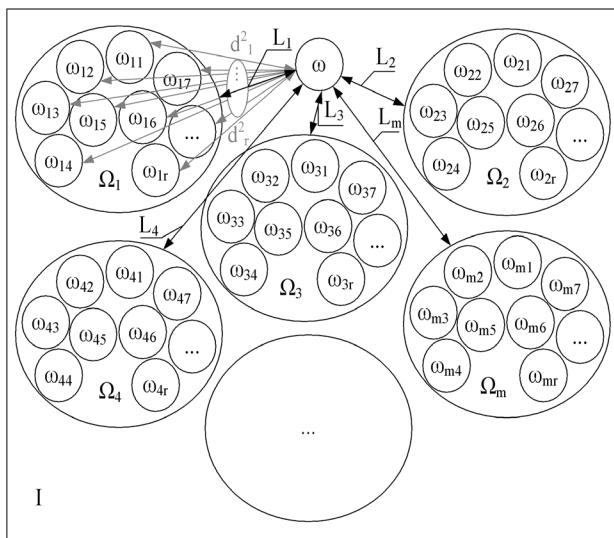 ω₁₁
ω₁₂
ω₁₃
ω₁₄
ω₁₅
ω₁₆
ω₁₇
...
ω₁ᵣ
Ω₁
d²₁
...
d²ᵣ
L₁
ω
L₂
Lₘ
L₃
L₄
ω₂₁
ω₂₂
ω₂₃
ω₂₄
ω₂₅
ω₂₆
ω₂₇
...
ω₂ᵣ
Ω₂
ω₃₁
ω₃₂
ω₃₃
ω₃₄
ω₃₅
ω₃₆
ω₃₇
...
ω₃ᵣ
Ω₃
ω₄₁
ω₄₂
ω₄₃
ω₄₄
ω₄₅
ω₄₆
ω₄₇
...
ω₄ᵣ
Ω₄
ωₘ₁
ωₘ₂
ωₘ₃
ωₘ₄
ωₘ₅
ωₘ₆
ωₘ₇
...
ωₘᵣ
Ωₘ
...
I